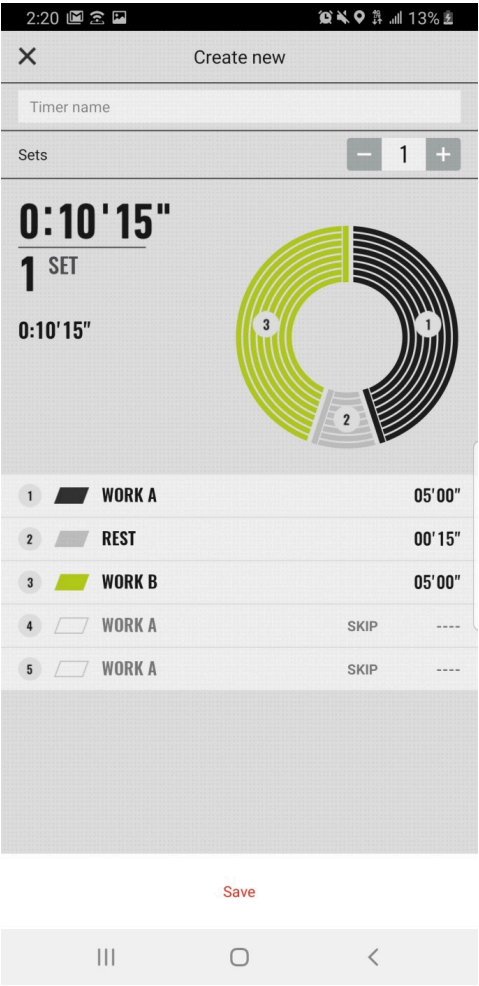 2:20 13%
Create new
Timer name
Sets − 1 +
0:10'15"
1 SET
0:10'15"
1
2
3
1 WORK A 05'00"
2 REST 00'15"
3 WORK B 05'00"
4 WORK A SKIP ----
5 WORK A SKIP ----
Save